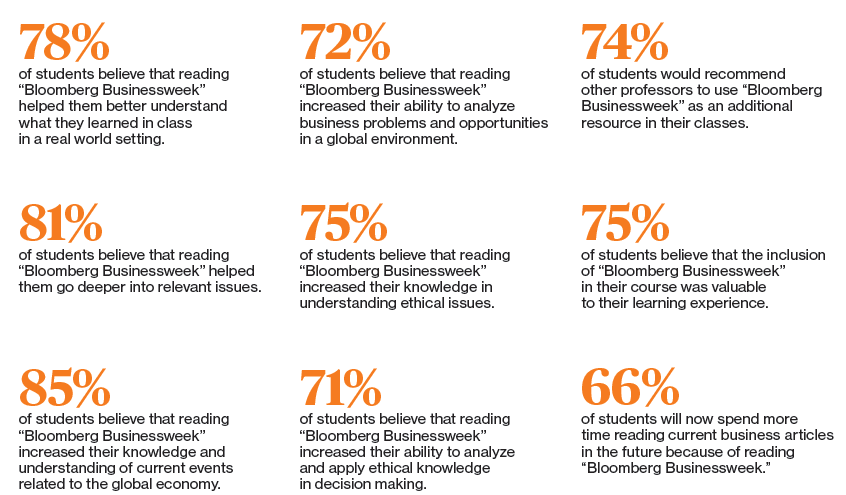 78%
of students believe that reading
“Bloomberg Businessweek”
helped them better understand
what they learned in class
in a real world setting.
72%
of students believe that reading
“Bloomberg Businessweek”
increased their ability to analyze
business problems and opportunities
in a global environment.
74%
of students would recommend
other professors to use “Bloomberg
Businessweek” as an additional
resource in their classes.
81%
of students believe that reading
“Bloomberg Businessweek” helped
them go deeper into relevant issues.
75%
of students believe that reading
“Bloomberg Businessweek”
increased their knowledge in
understanding ethical issues.
75%
of students believe that the inclusion
of “Bloomberg Businessweek”
in their course was valuable
to their learning experience.
85%
of students believe that reading
“Bloomberg Businessweek”
increased their knowledge and
understanding of current events
related to the global economy.
71%
of students believe that reading
“Bloomberg Businessweek”
increased their ability to analyze
and apply ethical knowledge
in decision making.
66%
of students will now spend more
time reading current business articles
in the future because of reading
“Bloomberg Businessweek.”